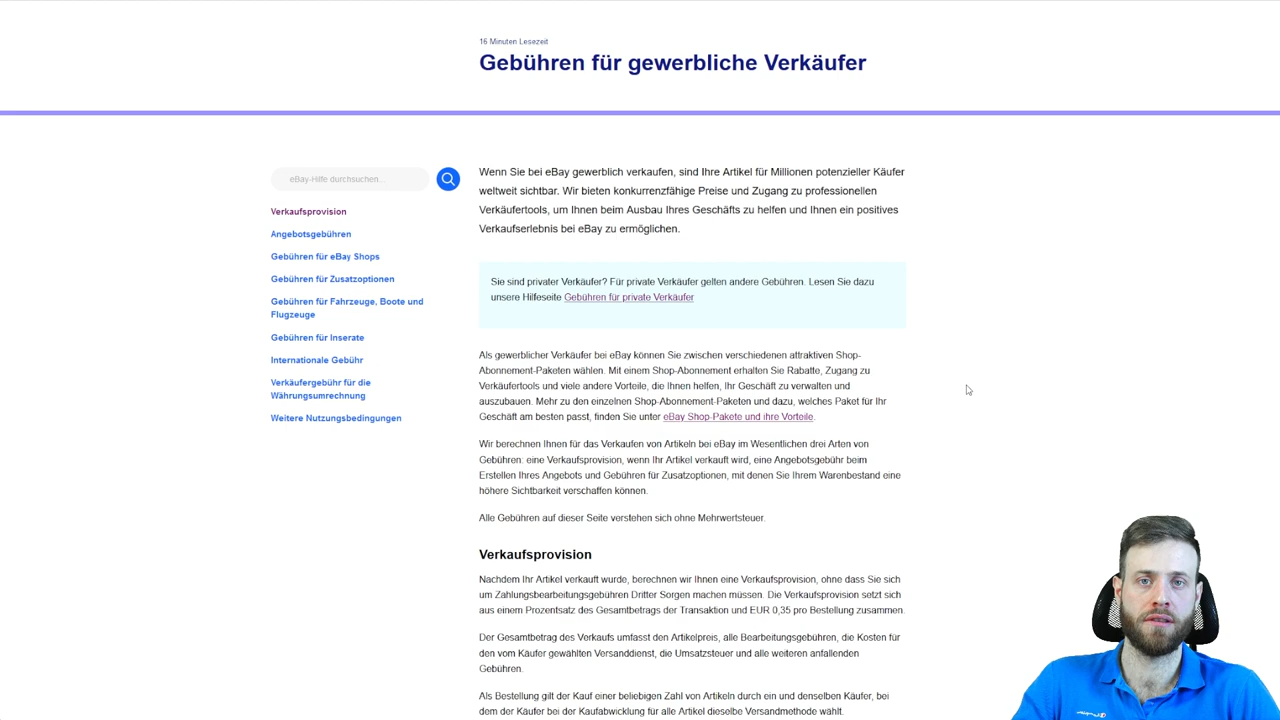 16 Minuten Lesezeit
Gebühren für gewerbliche Verkäufer
eBay-Hilfe durchsuchen...
Verkaufsprovision
Angebotsgebühren
Gebühren für eBay Shops
Gebühren für Zusatzoptionen
Gebühren für Fahrzeuge, Boote und
Flugzeuge
Gebühren für Inserate
Internationale Gebühr
Verkäufergebühr für die
Währungsumrechnung
Weitere Nutzungsbedingungen
Wenn Sie bei eBay gewerblich verkaufen, sind Ihre Artikel für Millionen potenzieller Käufer
weltweit sichtbar. Wir bieten konkurrenzfähige Preise und Zugang zu professionellen
Verkäufertools, um Ihnen beim Ausbau Ihres Geschäfts zu helfen und Ihnen ein positives
Verkaufserlebnis bei eBay zu ermöglichen.
Sie sind privater Verkäufer? Für private Verkäufer gelten andere Gebühren. Lesen Sie dazu
unsere Hilfeseite Gebühren für private Verkäufer
Als gewerblicher Verkäufer bei eBay können Sie zwischen verschiedenen attraktiven Shop-
Abonnement-Paketen wählen. Mit einem Shop-Abonnement erhalten Sie Rabatte, Zugang zu
Verkäufertools und viele andere Vorteile, die Ihnen helfen, Ihr Geschäft zu verwalten und
auszubauen. Mehr zu den einzelnen Shop-Abonnement-Paketen und dazu, welches Paket für Ihr
Geschäft am besten passt, finden Sie unter eBay Shop-Pakete und ihre Vorteile.
Wir berechnen Ihnen für das Verkaufen von Artikeln bei eBay im Wesentlichen drei Arten von
Gebühren: eine Verkaufsprovision, wenn Ihr Artikel verkauft wird, eine Angebotsgebühr beim
Erstellen Ihres Angebots und Gebühren für Zusatzoptionen, mit denen Sie Ihrem Warenbestand eine
höhere Sichtbarkeit verschaffen können.
Alle Gebühren auf dieser Seite verstehen sich ohne Mehrwertsteuer.
Verkaufsprovision
Nachdem Ihr Artikel verkauft wurde, berechnen wir Ihnen eine Verkaufsprovision, ohne dass Sie sich
um Zahlungsbearbeitungsgebühren Dritter Sorgen machen müssen. Die Verkaufsprovision setzt sich
aus einem Prozentsatz des Gesamtbetrags der Transaktion und EUR 0,35 pro Bestellung zusammen.
Der Gesamtbetrag des Verkaufs umfasst den Artikelpreis, alle Bearbeitungsgebühren, die Kosten für
den vom Käufer gewählten Versanddienst, die Umsatzsteuer und alle weiteren anfallenden
Gebühren.
Als Bestellung gilt der Kauf einer beliebigen Zahl von Artikeln durch ein und denselben Käufer, bei
dem der Käufer bei der Kaufabwicklung für alle Artikel dieselbe Versandmethode wählt.